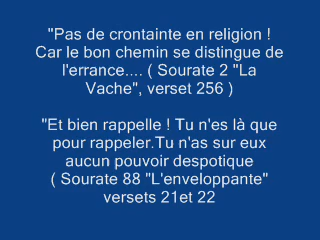 "Pas de crontainte en religion !
Car le bon chemin se distingue de
l'errance.... ( Sourate 2 "La
Vache", verset 256 )
"Et bien rappelle ! Tu n'es là que
pour rappeler.Tu n'as sur eux
aucun pouvoir despotique
( Sourate 88 "L'enveloppante"
versets 21et 22